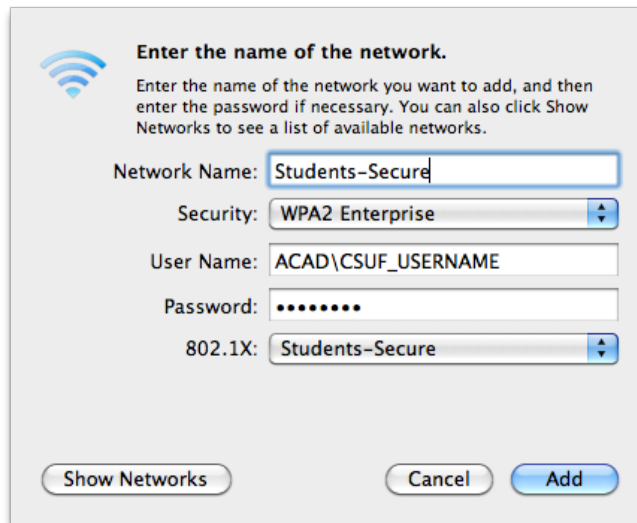 Enter the name of the network.
Enter the name of the network you want to add, and then
enter the password if necessary. You can also click Show
Networks to see a list of available networks.
Network Name: Students-Secure
Security: WPA2 Enterprise
User Name: ACAD\CSUF_USERNAME
Password: ••••••••
802.1X: Students-Secure
Show Networks Cancel Add